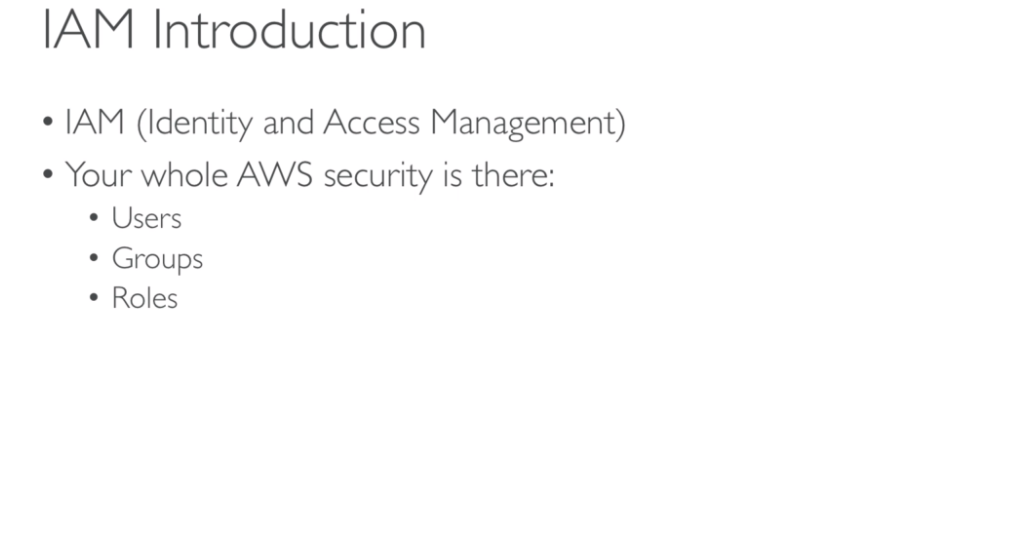 IAM Introduction
• IAM (Identity and Access Management)
• Your whole AWS security is there:
• Users
• Groups
• Roles